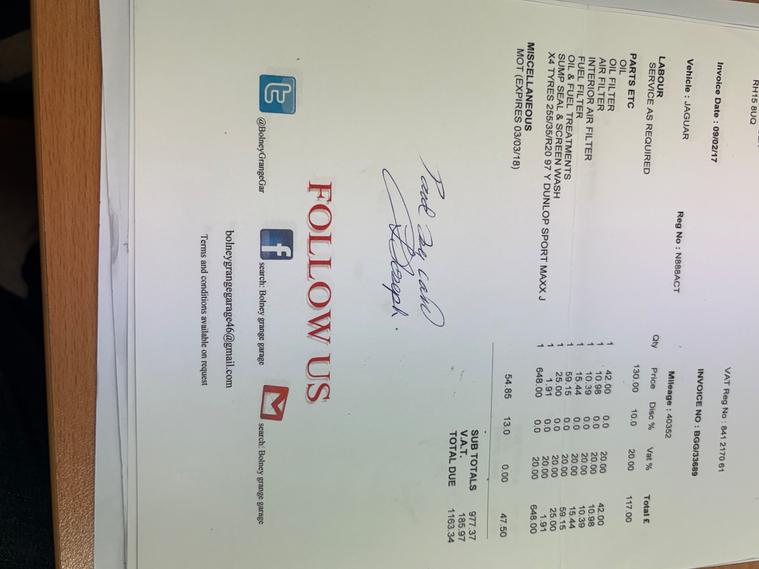 RH15 8UQ
VAT Reg No : 841 2170 61
Invoice Date : 09/02/17
INVOICE NO : BGG/33689
Vehicle : JAGUAR
Reg No : N888ACT
Mileage : 40352
Qty Price Disc % Vat % Total £
LABOUR
SERVICE AS REQUIRED 130.00 10.0 20.00 117.00
PARTS ETC
OIL 1 42.00 0.0 20.00 42.00
OIL FILTER 1 10.98 0.0 20.00 10.98
AIR FILTER 1 10.39 0.0 20.00 10.39
INTERIOR AIR FILTER 1 15.44 0.0 20.00 15.44
FUEL FILTER 1 59.15 0.0 20.00 59.15
OIL & FUEL TREATMENTS 1 25.00 0.0 20.00 25.00
SUMP SEAL & SCREEN WASH 1 1.91 0.0 20.00 1.91
X4 TYRES 255/35/R20 97 Y DUNLOP SPORT MAXX J 1 648.00 0.0 20.00 648.00
MISCELLANEOUS
MOT (EXPIRES 03/03/18) 54.85 13.0 0.00 47.50
SUB TOTALS 977.37
V.A.T. 185.97
TOTAL DUE 1163.34
Paid By card
FOLLOW US
@BolneyGrangeGar
search: Bolney grange garage
search: Bolney grange garage
bolneygrangegarage46@gmail.com
Terms and conditions available on request